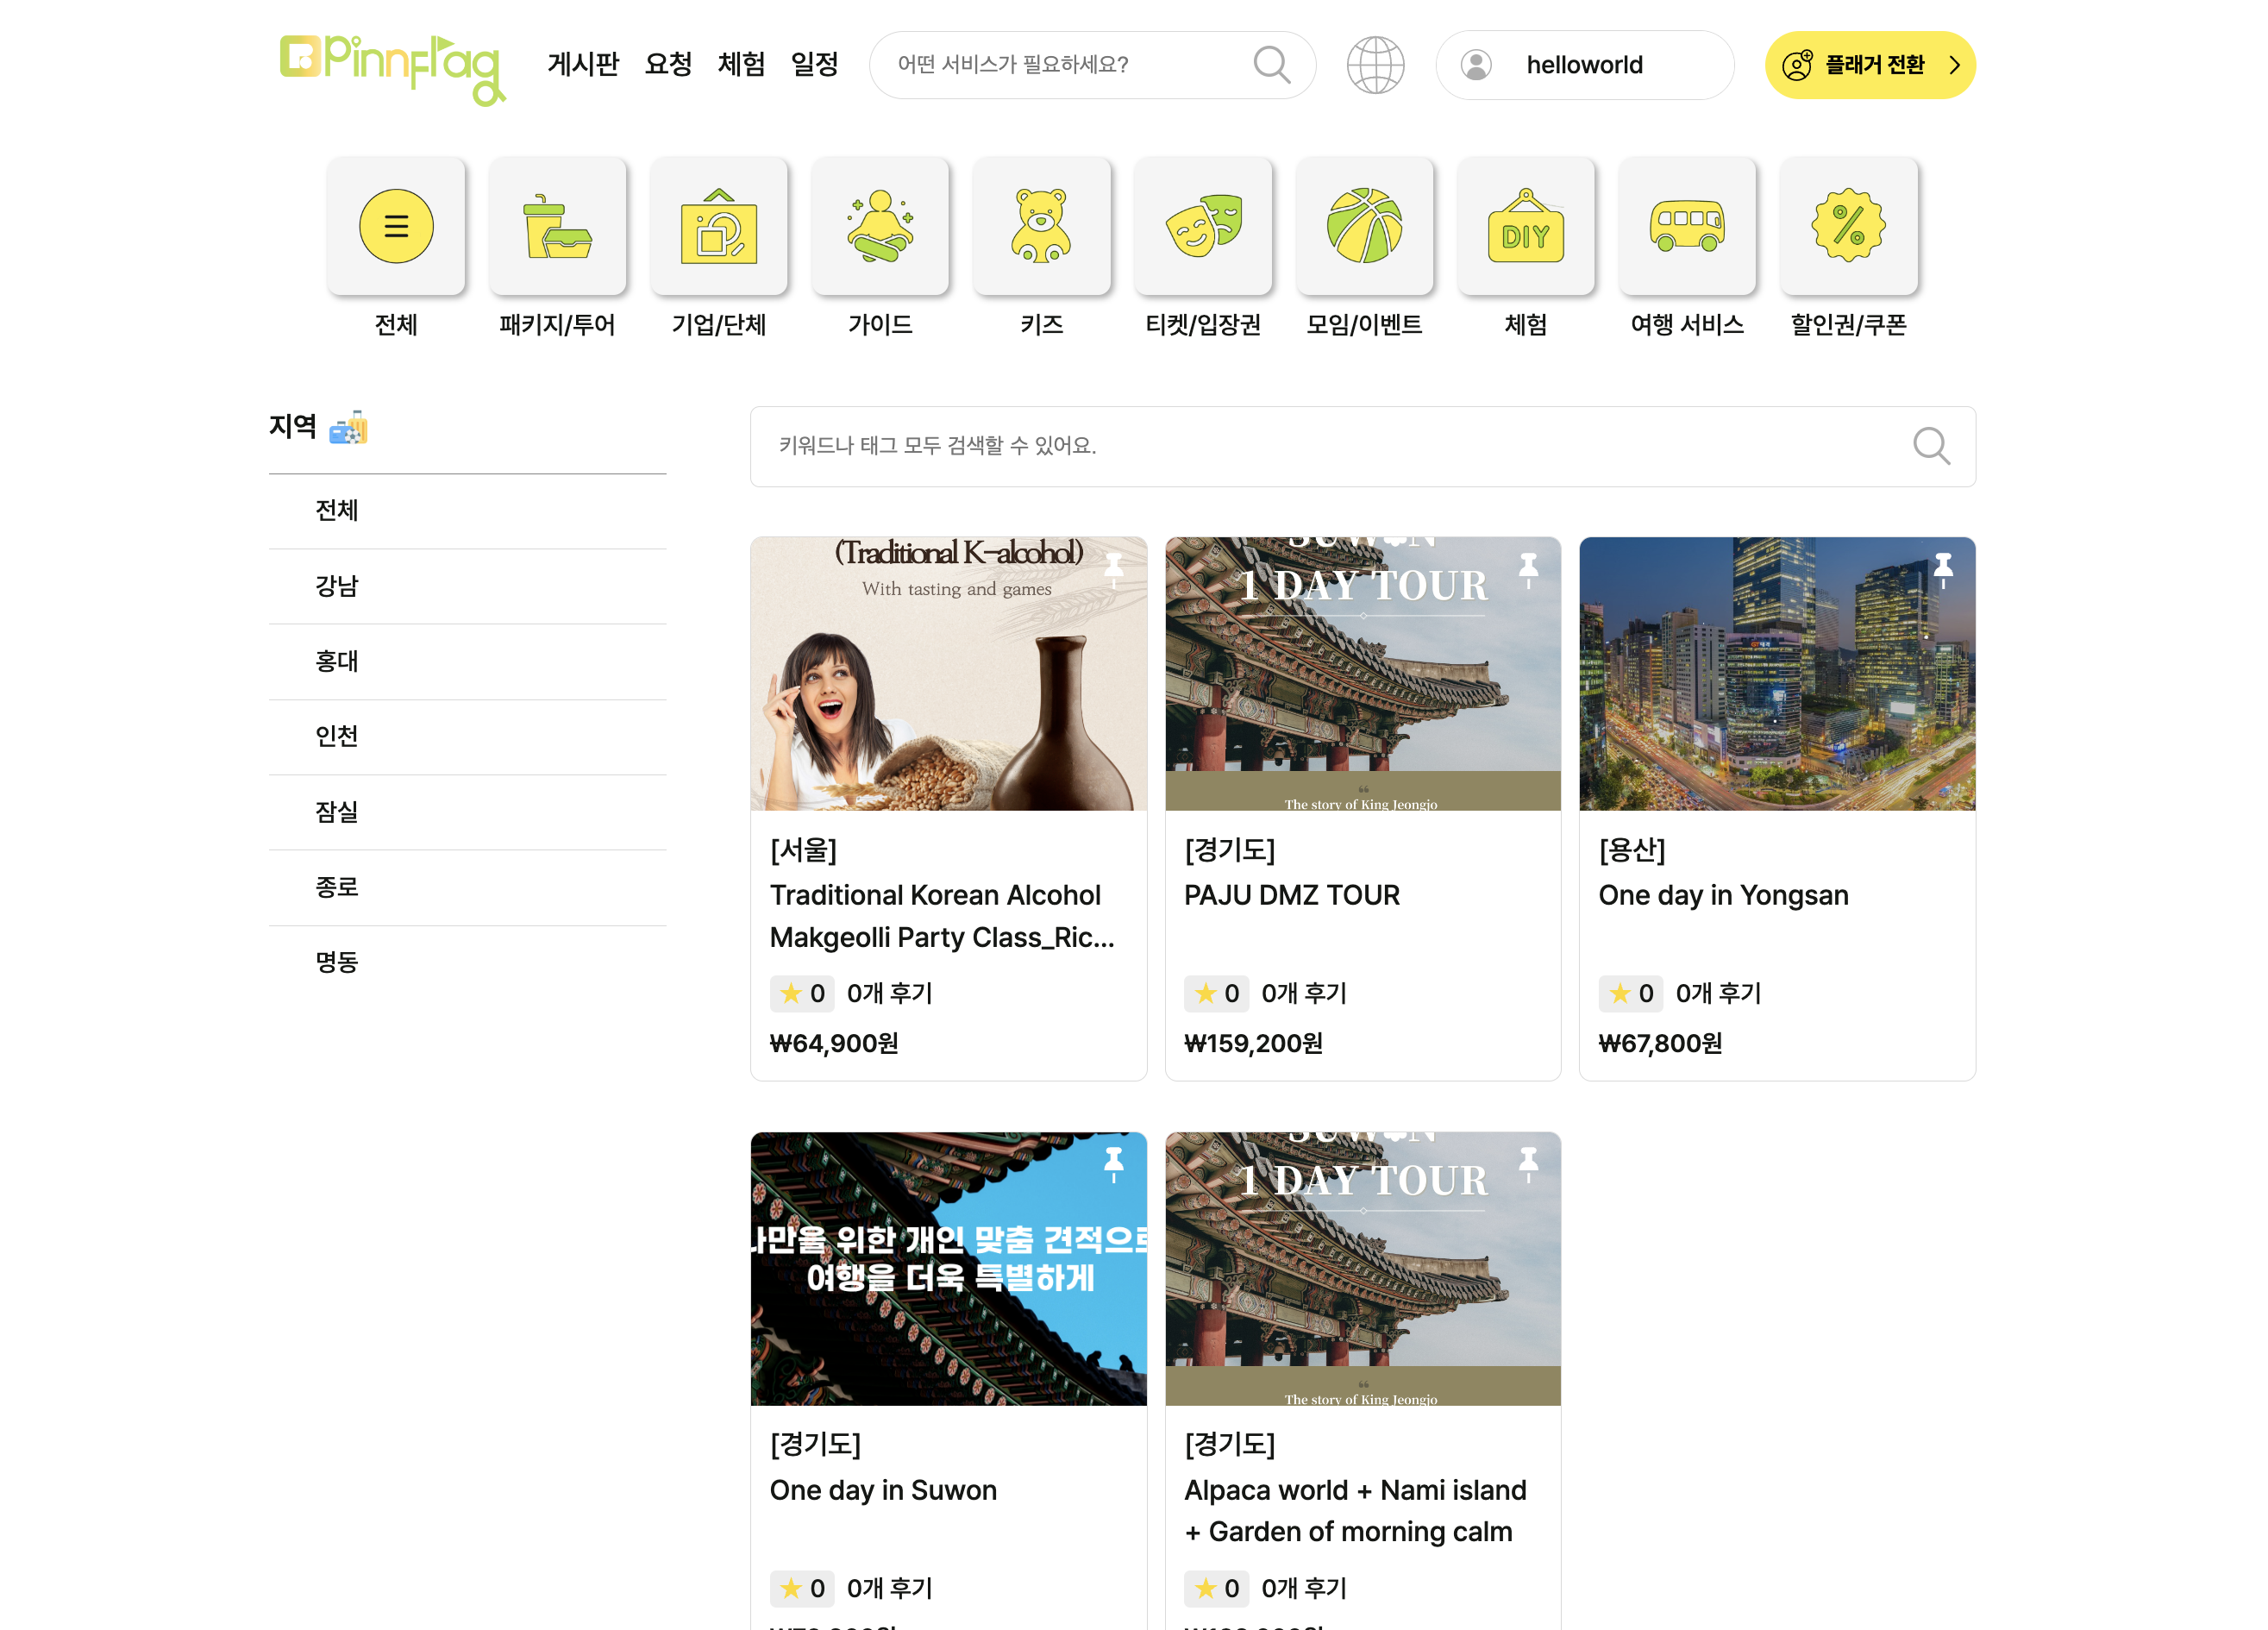 Pinnflag
게시판 요청 체험 일정
어떤 서비스가 필요하세요?
helloworld
플래거 전환
전체
패키지/투어
기업/단체
가이드
키즈
티켓/입장권
모임/이벤트
DIY
체험
여행 서비스
할인권/쿠폰
지역
전체
강남
홍대
인천
잠실
종로
명동
키워드나 태그 모두 검색할 수 있어요.
(Traditional K-alcohol)
With tasting and games
[서울]
Traditional Korean Alcohol
Makgeolli Party Class_Ric...
0 0개 후기
₩64,900원
SUWON
1 DAY TOUR
The story of King Jeongjo
[경기도]
PAJU DMZ TOUR
0 0개 후기
₩159,200원
[용산]
One day in Yongsan
0 0개 후기
₩67,800원
나만을 위한 개인 맞춤 견적으로
여행을 더욱 특별하게
[경기도]
One day in Suwon
0 0개 후기
SUWON
1 DAY TOUR
The story of King Jeongjo
[경기도]
Alpaca world + Nami island
+ Garden of morning calm
0 0개 후기